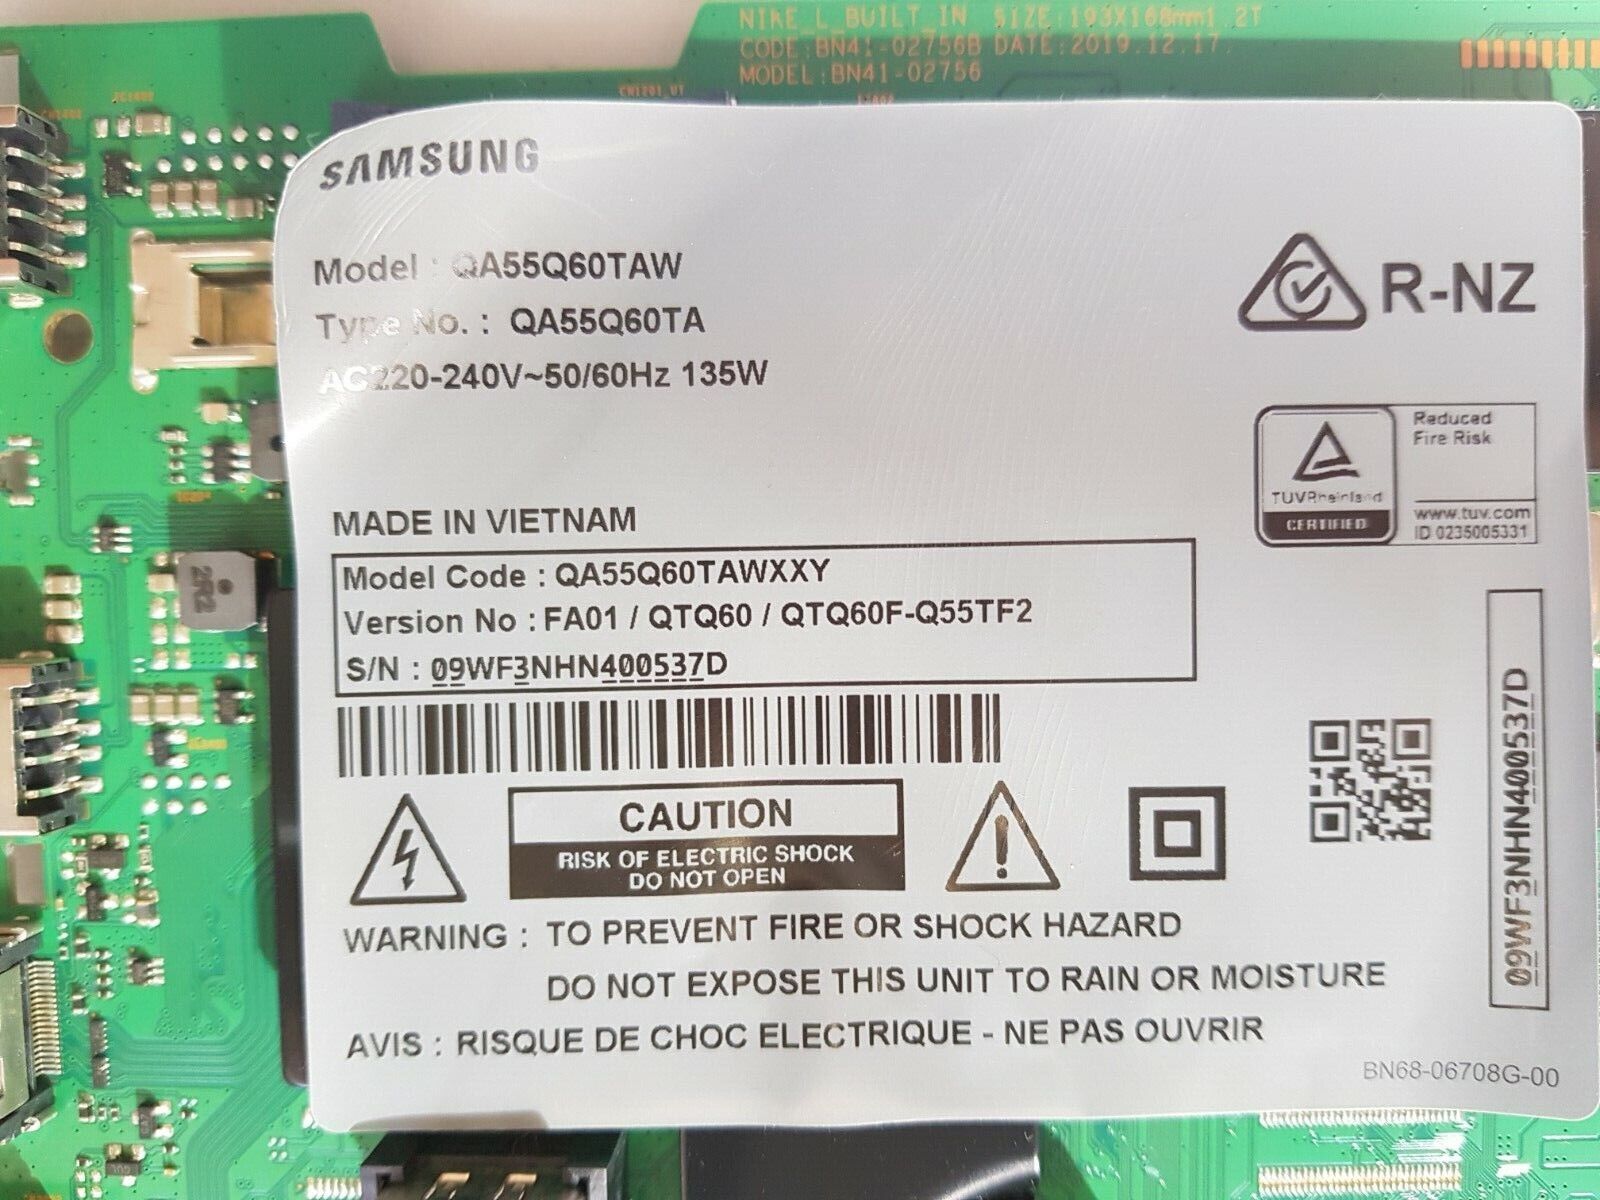 NIKE_L_BUILT_IN SIZE:193X168mm1.2T
CODE:BN41-02756B DATE:2019.12.17.
MODEL:BN41-02756
CN1201_UT
SAMSUNG
Model : QA55Q60TAW
Type No. : QA55Q60TA
AC220-240V~50/60Hz 135W
R-NZ
Reduced
Fire Risk
TUVRheinland
CERTIFIED
www.tuv.com
ID 0235005331
MADE IN VIETNAM
Model Code : QA55Q60TAWXXY
Version No : FA01 / QTQ60 / QTQ60F-Q55TF2
S/N : 09WF3NHN400537D
2R2
09WF3NHN400537D
CAUTION
RISK OF ELECTRIC SHOCK
DO NOT OPEN
WARNING : TO PREVENT FIRE OR SHOCK HAZARD
DO NOT EXPOSE THIS UNIT TO RAIN OR MOISTURE
AVIS : RISQUE DE CHOC ELECTRIQUE - NE PAS OUVRIR
BN68-06708G-00